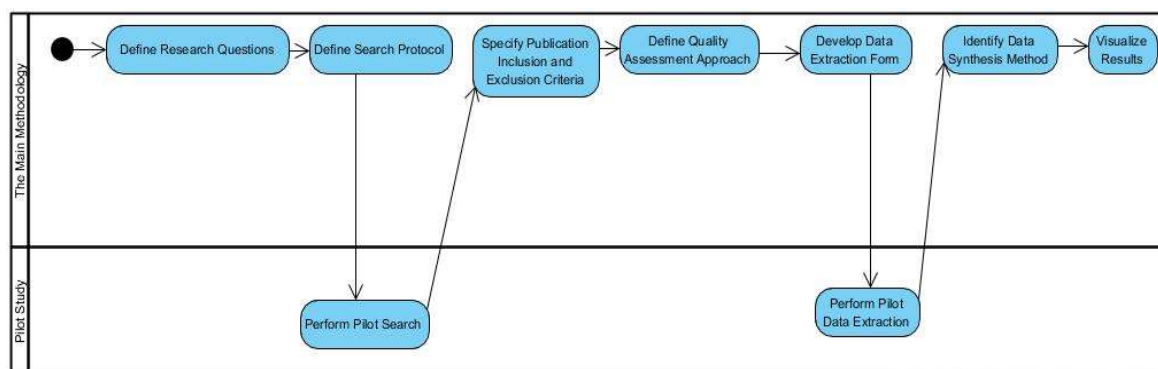 The Main Methodology
Define Research Questions
Define Search Protocol
Specify Publication
Inclusion and
Exclusion Criteria
Define Quality
Assessment Approach
Develop Data
Extraction Form
Identify Data
Synthesis Method
Visualize
Results
Pilot Study
Perform Pilot Search
Perform Pilot
Data Extraction